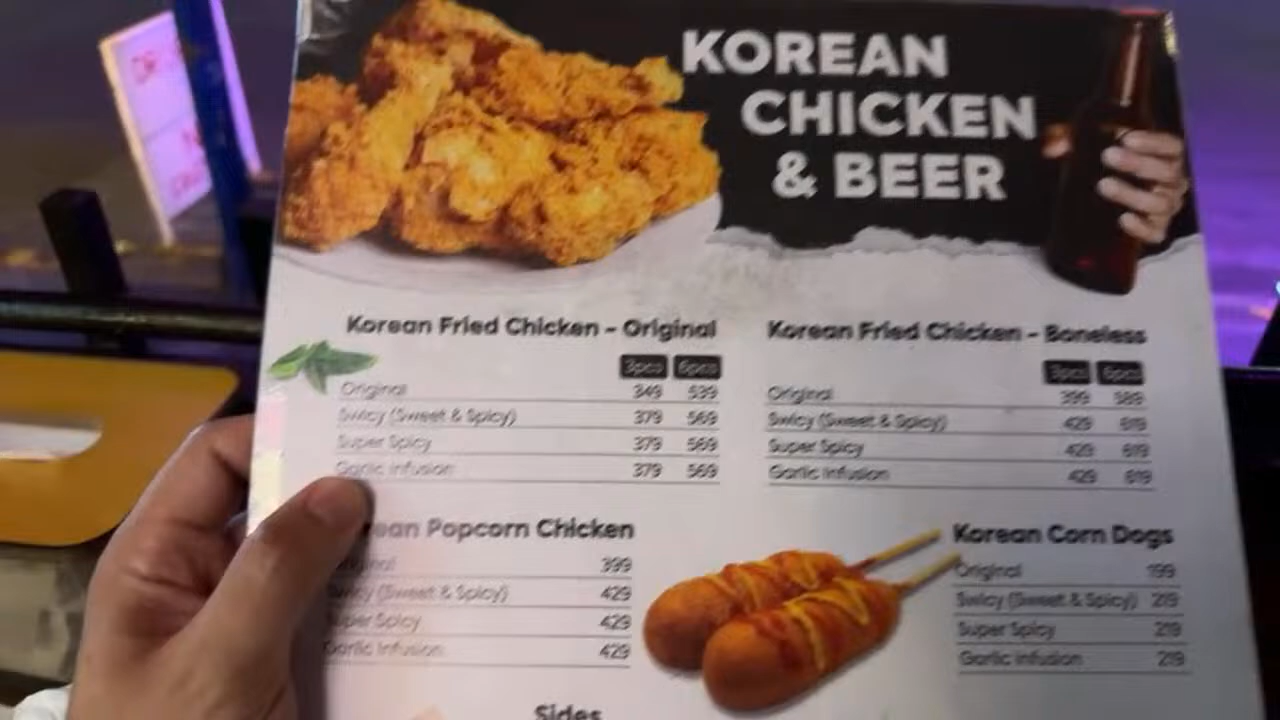 KOREAN
CHICKEN
& BEER
Korean Fried Chicken - Original
3pcs 6pcs
Original 349 539
Swicy (Sweet & Spicy) 379 569
Super Spicy 379 569
Garlic Infusion 379 569
Korean Fried Chicken - Boneless
3pcs 6pcs
Original 399 589
Swicy (Sweet & Spicy) 429 619
Super Spicy 429 619
Garlic Infusion 429 619
rean Popcorn Chicken
Original 399
Swicy (Sweet & Spicy) 429
Super Spicy 429
Garlic Infusion 429
Korean Corn Dogs
Original 199
Swicy (Sweet & Spicy) 219
Super Spicy 219
Garlic Infusion 219
Sides